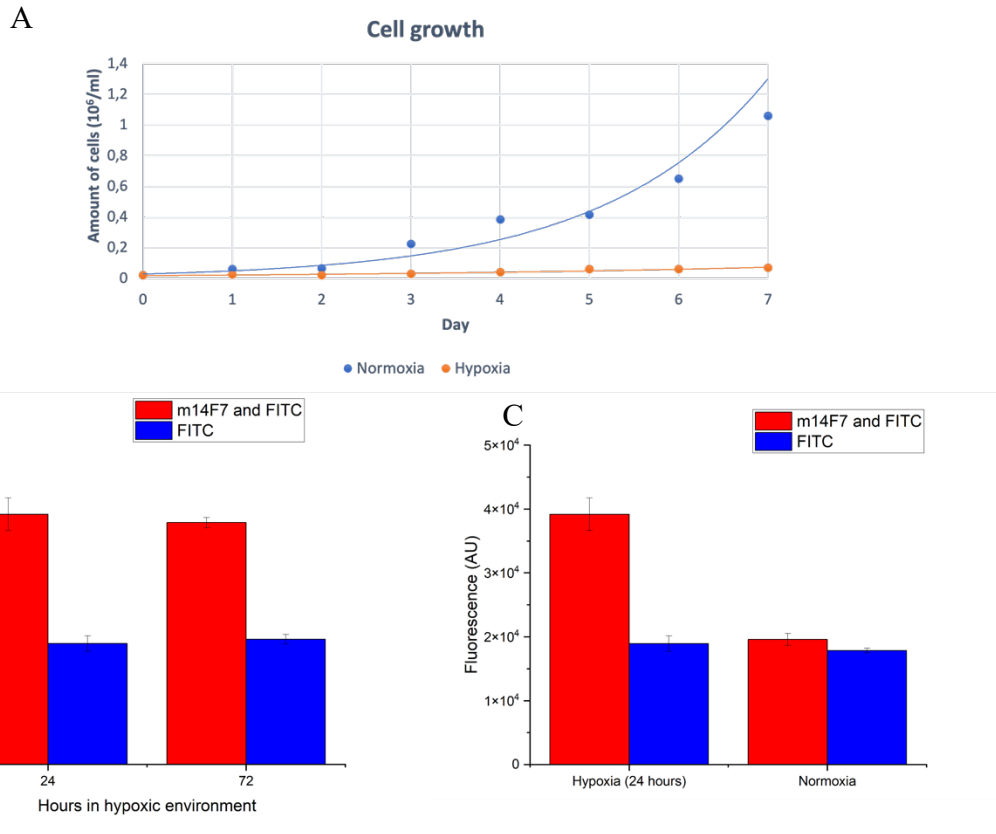 A
Cell growth
Amount of cells (10⁶/ml)
1,4
1,2
1
0,8
0,6
0,4
0,2
0
0 1 2 3 4 5 6 7
Day
Normoxia Hypoxia
m14F7 and FITC
FITC
24 72
Hours in hypoxic environment
C
m14F7 and FITC
FITC
Fluorescence (AU)
5×10⁴
4×10⁴
3×10⁴
2×10⁴
1×10⁴
0
Hypoxia (24 hours) Normoxia